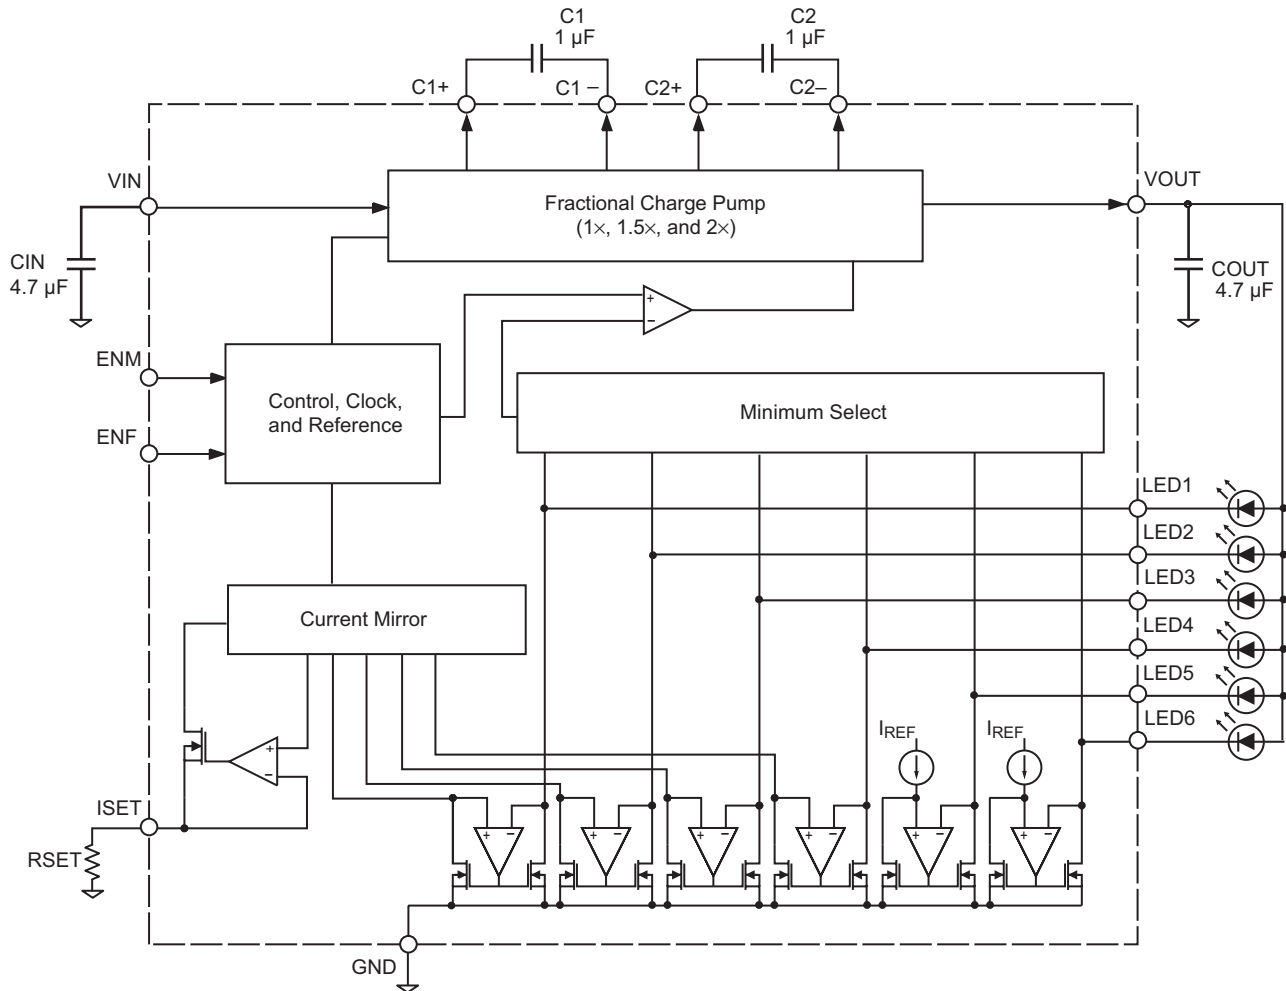 C1
1 µF
C2
1 µF
C1+
C1 –
C2+
C2–
VIN
Fractional Charge Pump
(1×, 1.5×, and 2×)
VOUT
CIN
4.7 µF
COUT
4.7 µF
+
–
ENM
Control, Clock,
and Reference
Minimum Select
ENF
LED1
LED2
LED3
Current Mirror
LED4
LED5
LED6
IREF
IREF
+
–
ISET
RSET
+ –
+ –
+ –
+ –
+ –
+ –
GND